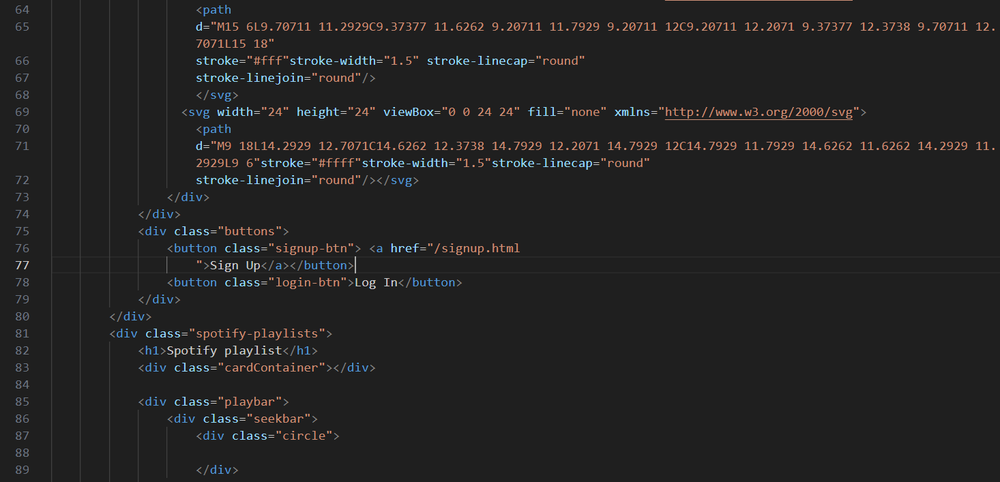 64 <path
65 d="M15 6L9.70711 11.2929C9.37377 11.6262 9.20711 11.7929 9.20711 12C9.20711 12.2071 9.37377 12.3738 9.70711 12.
7071L15 18"
66 stroke="#fff"stroke-width="1.5" stroke-linecap="round"
67 stroke-linejoin="round"/>
68 </svg>
69 <svg width="24" height="24" viewBox="0 0 24 24" fill="none" xmlns="http://www.w3.org/2000/svg">
70 <path
71 d="M9 18L14.2929 12.7071C14.6262 12.3738 14.7929 12.2071 14.7929 12C14.7929 11.7929 14.6262 11.6262 14.2929 11.
2929L9 6"stroke="#ffff"stroke-width="1.5"stroke-linecap="round"
72 stroke-linejoin="round"/></svg>
73 </div>
74 </div>
75 <div class="buttons">
76 <button class="signup-btn"> <a href="/signup.html
77 ">Sign Up</a></button>
78 <button class="login-btn">Log In</button>
79 </div>
80 </div>
81 <div class="spotify-playlists">
82 <h1>Spotify playlist</h1>
83 <div class="cardContainer"></div>
84
85 <div class="playbar">
86 <div class="seekbar">
87 <div class="circle">
88
89 </div>